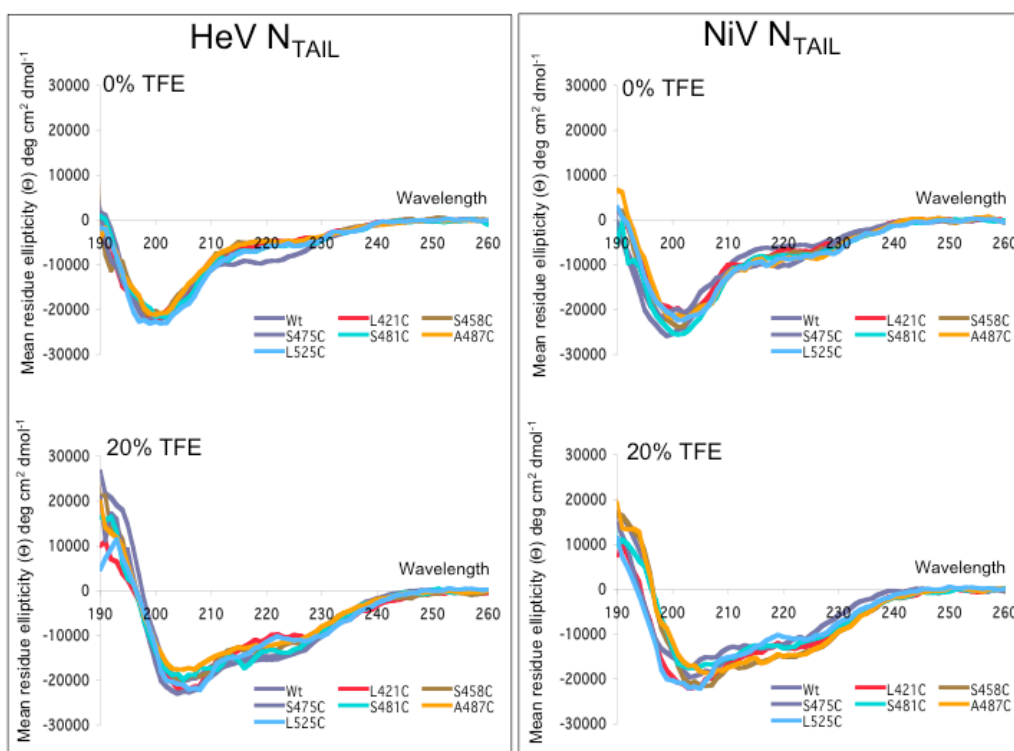 HeV N_TAIL
0% TFE
Mean residue ellipticity (Θ) deg cm² dmol⁻¹
30000
20000
10000
0
-10000
-20000
-30000
Wavelength
190 200 210 220 230 240 250 260
Wt L421C S458C
S475C S481C A487C
L525C
20% TFE
Mean residue ellipticity (Θ) deg cm² dmol⁻¹
30000
20000
10000
0
-10000
-20000
-30000
Wavelength
190 200 210 220 230 240 250 260
Wt L421C S458C
S475C S481C A487C
L525C
NiV N_TAIL
0% TFE
Mean residue ellipticity (Θ) deg cm² dmol⁻¹
30000
20000
10000
0
-10000
-20000
-30000
Wavelength
190 200 210 220 230 240 250 260
Wt L421C S458C
S475C S481C A487C
L525C
20% TFE
Mean residue ellipticity (Θ) deg cm² dmol⁻¹
30000
20000
10000
0
-10000
-20000
-30000
Wavelength
190 200 210 220 230 240 250 260
Wt L421C S458C
S475C S481C A487C
L525C